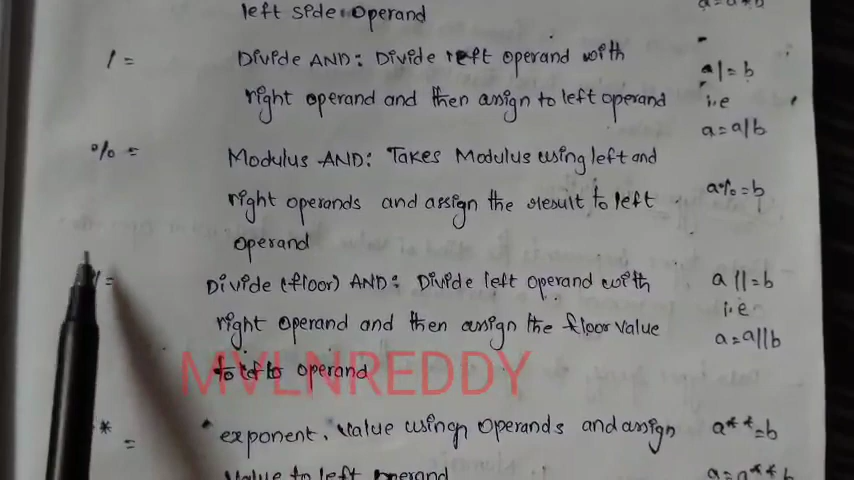 left side operand
/= Divide AND: Divide left operand with a/=b
right operand and then assign to left operand i.e
a=a/b
%= Modulus AND: Takes Modulus using left and
right operands and assign the result to left a%=b
operand
Divide (floor) AND: Divide left operand with a//=b
right operand and then assign the floor value i.e
a=a//b
operand
MVLNREDDY
*= exponent. value using operands and assign a**=b
value to left operand a=a**b